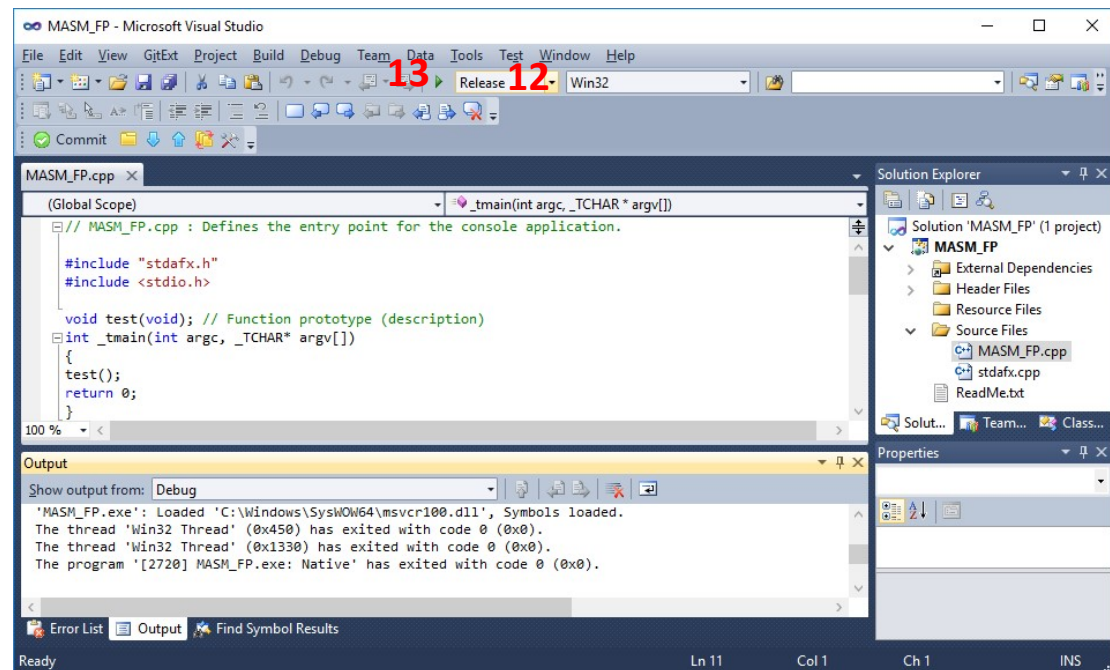 MASM_FP - Microsoft Visual Studio
File Edit View GitExt Project Build Debug Team Data Tools Test Window Help
13 Release 12 Win32
Commit
MASM_FP.cpp
(Global Scope) _tmain(int argc, _TCHAR * argv[])
// MASM_FP.cpp : Defines the entry point for the console application.
#include "stdafx.h"
#include <stdio.h>
void test(void); // Function prototype (description)
int _tmain(int argc, _TCHAR* argv[])
{
test();
return 0;
}
100 %
Output
Show output from: Debug
'MASM_FP.exe': Loaded 'C:\Windows\SysWOW64\msvcr100.dll', Symbols loaded.
The thread 'Win32 Thread' (0x450) has exited with code 0 (0x0).
The thread 'Win32 Thread' (0x1330) has exited with code 0 (0x0).
The program '[2720] MASM_FP.exe: Native' has exited with code 0 (0x0).
Error List Output Find Symbol Results
Solution Explorer
Solution 'MASM_FP' (1 project)
MASM_FP
External Dependencies
Header Files
Resource Files
Source Files
MASM_FP.cpp
stdafx.cpp
ReadMe.txt
Solut... Team... Class...
Properties
Ready Ln 11 Col 1 Ch 1 INS